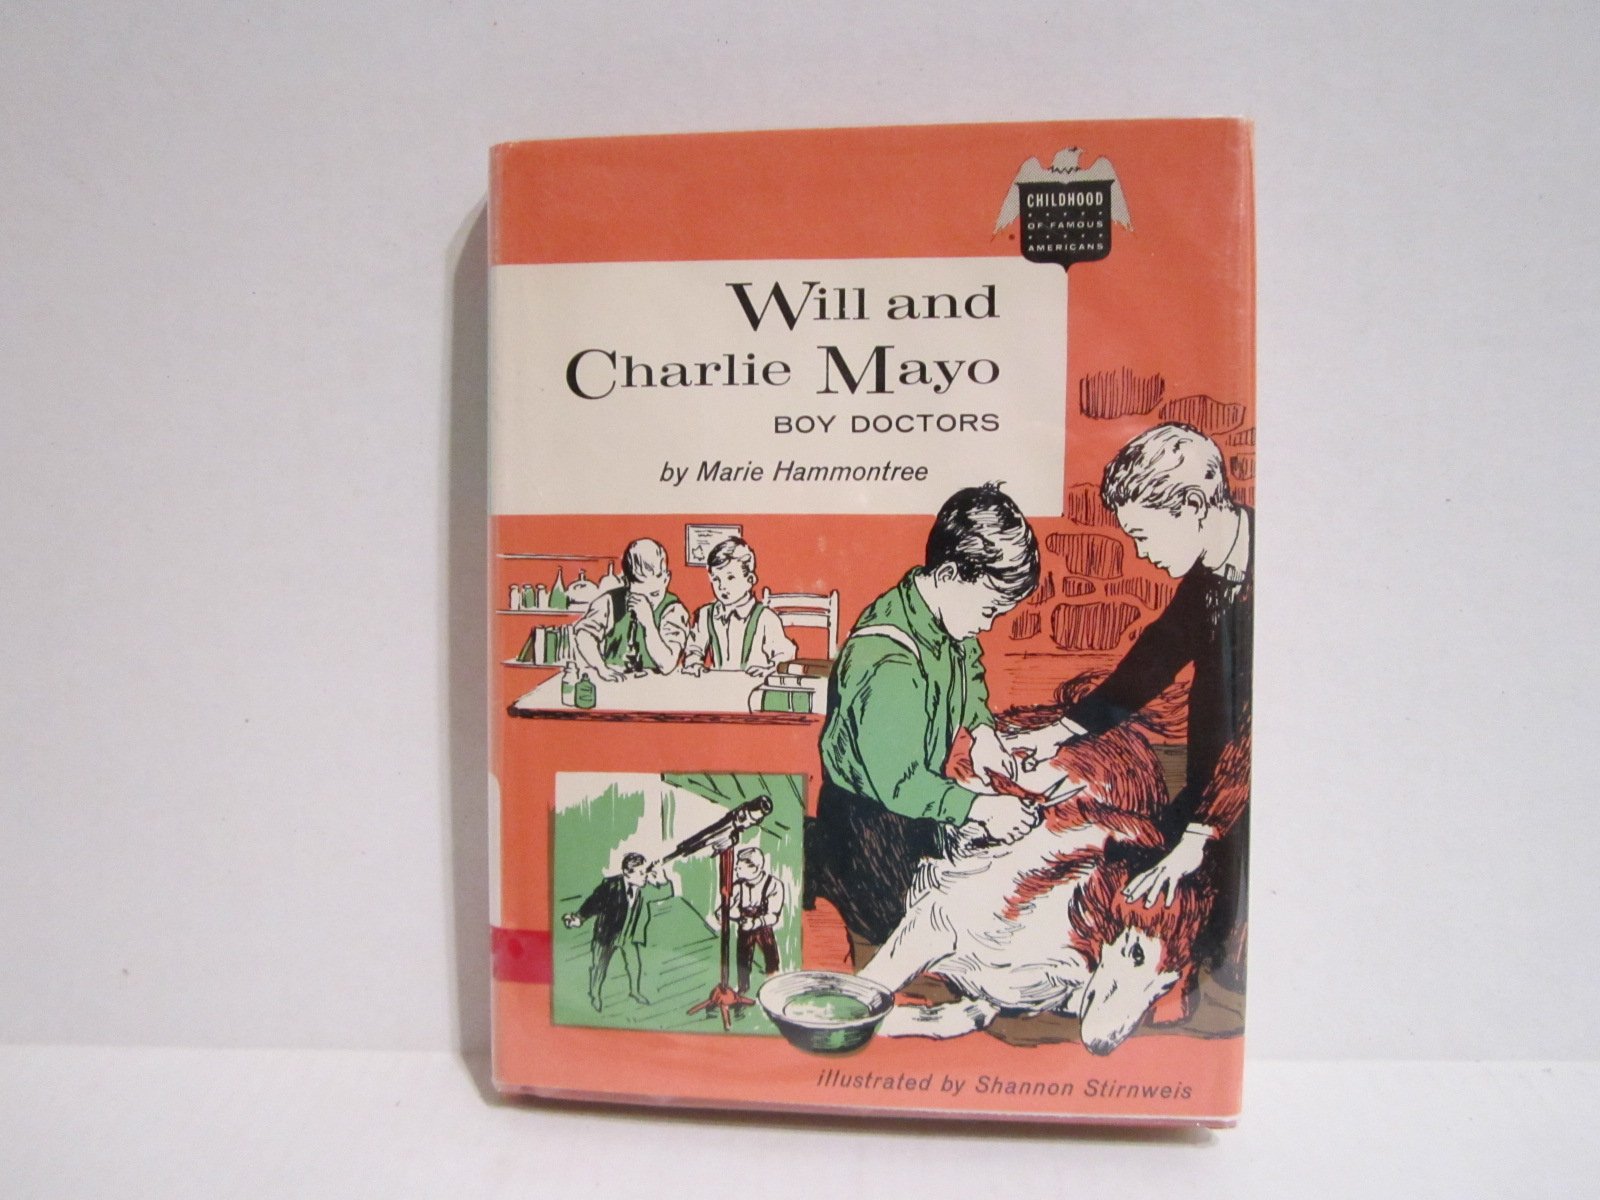 CHILDHOOD
OF FAMOUS
AMERICANS
Will and
Charlie Mayo
BOY DOCTORS
by Marie Hammontree
illustrated by Shannon Stirnweis